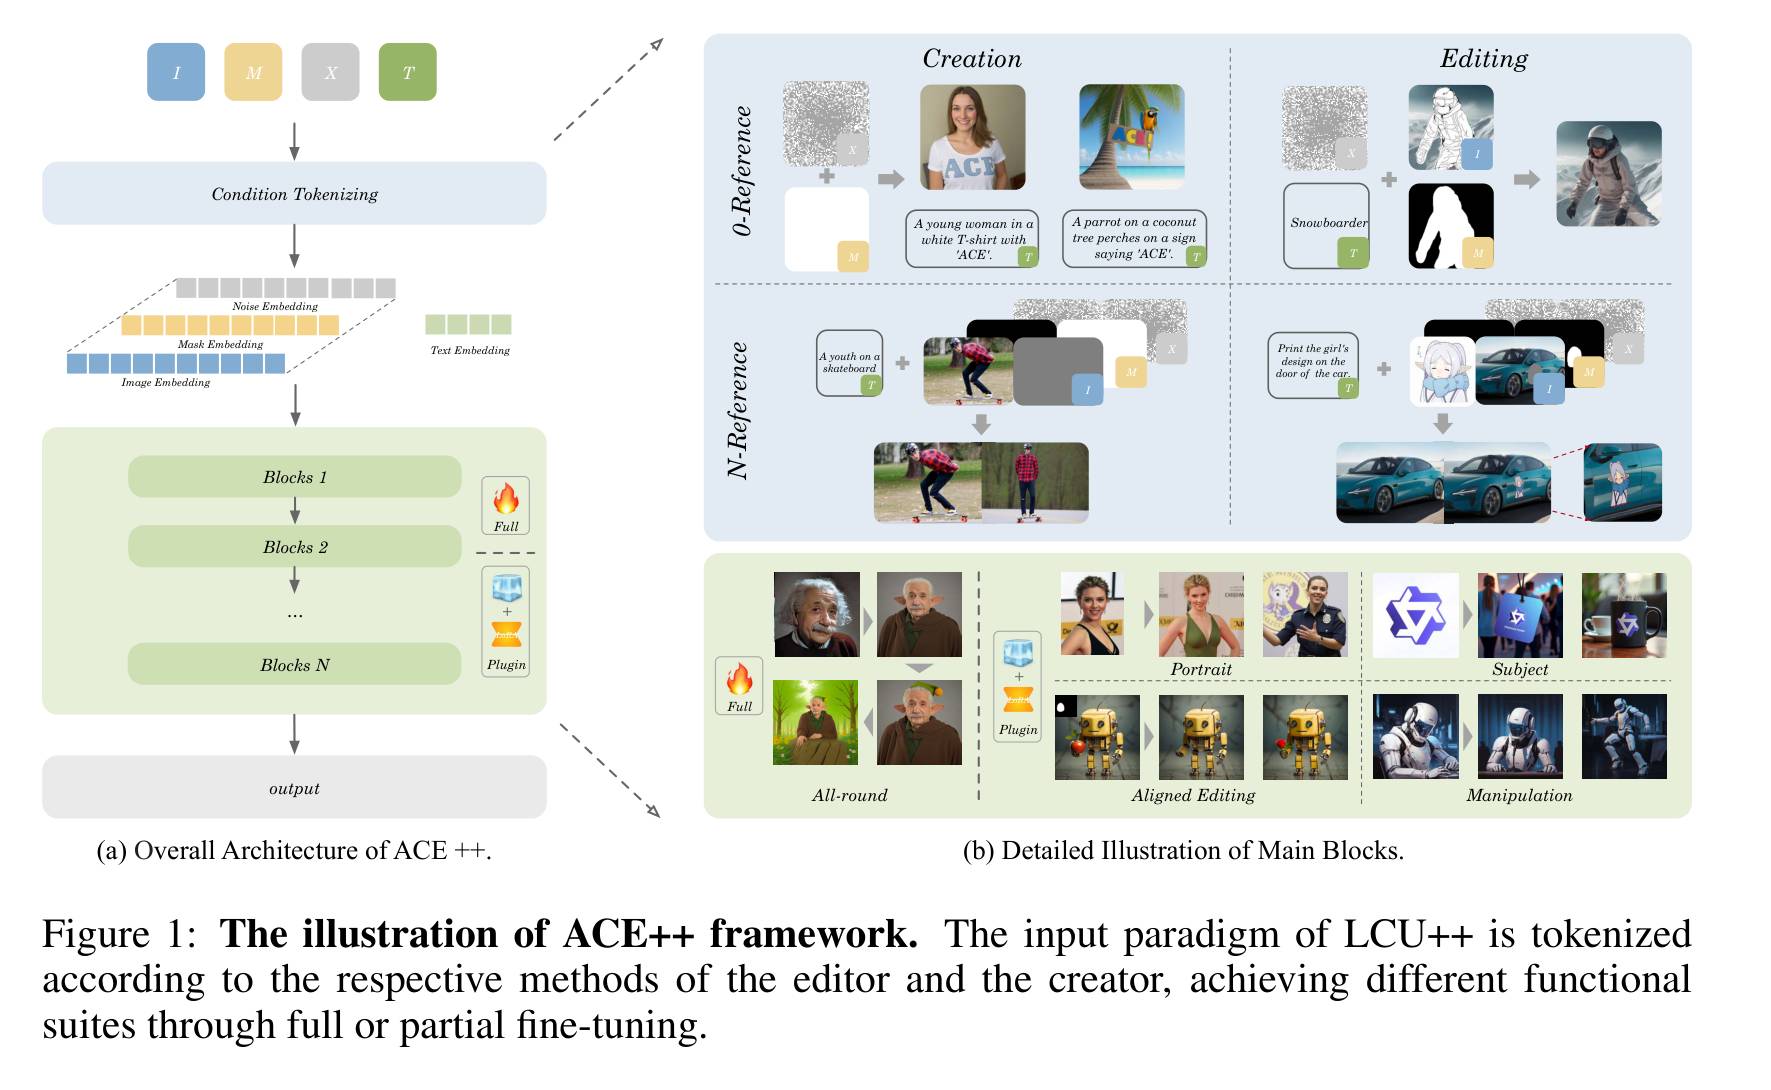 I
M
X
T
Condition Tokenizing
Noise Embedding
Mask Embedding
Image Embedding
Text Embedding
Blocks 1
Blocks 2
...
Blocks N
Full
+
LoRA
Plugin
output
(a) Overall Architecture of ACE ++.
Creation
Editing
0-Reference
X
M
ACE
A young woman in a
white T-shirt with
'ACE'.
T
ACE
A parrot on a coconut
tree perches on a sign
saying 'ACE'.
T
X
Snowboarder
T
I
M
N-Reference
A youth on a
skateboard
T
I
M
X
Print the girl's
design on the
door of the car.
T
I
M
X
Full
All-round
+
LoRA
Plugin
Portrait
Subject
Aligned Editing
Manipulation
(b) Detailed Illustration of Main Blocks.
Figure 1: The illustration of ACE++ framework. The input paradigm of LCU++ is tokenized
according to the respective methods of the editor and the creator, achieving different functional
suites through full or partial fine-tuning.